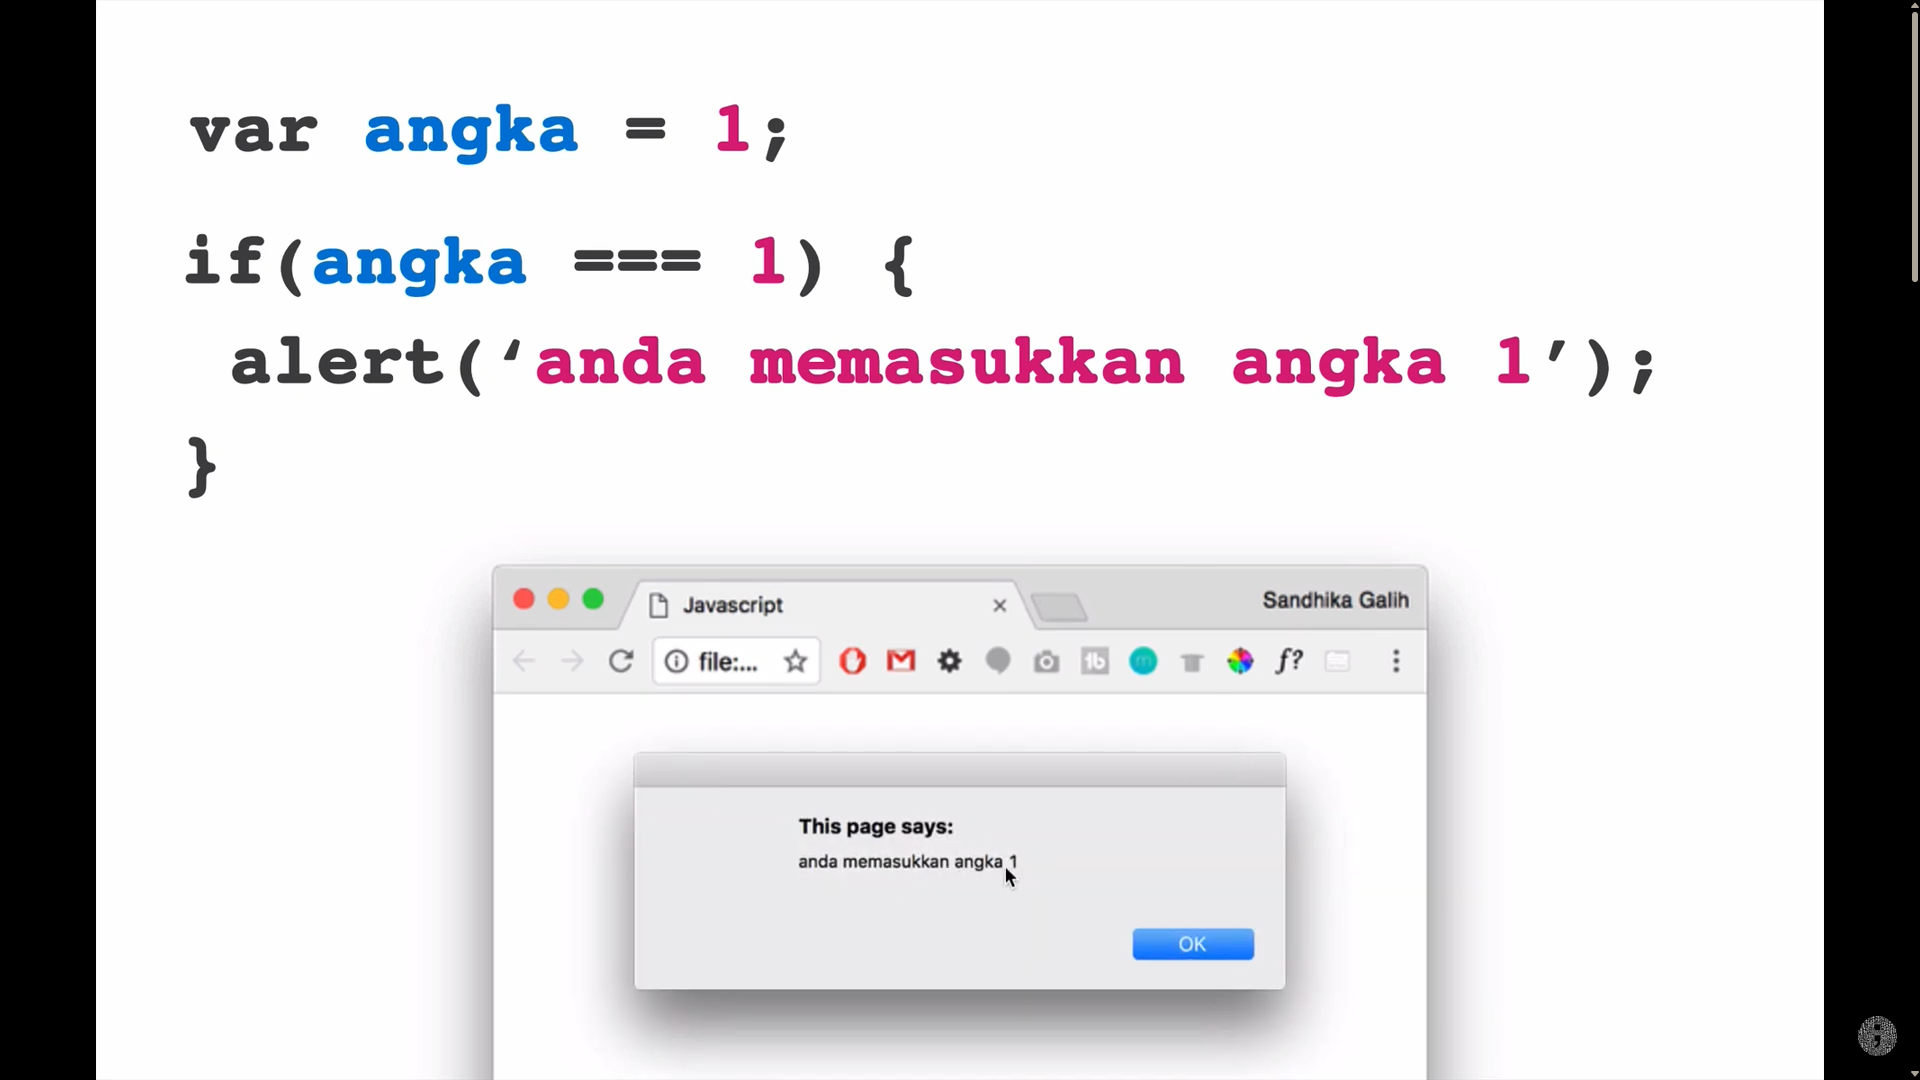 var angka = 1;
if(angka === 1) {
alert(‘anda memasukkan angka 1’);
}
Javascript
Sandhika Galih
file:...
This page says:
anda memasukkan angka 1
OK